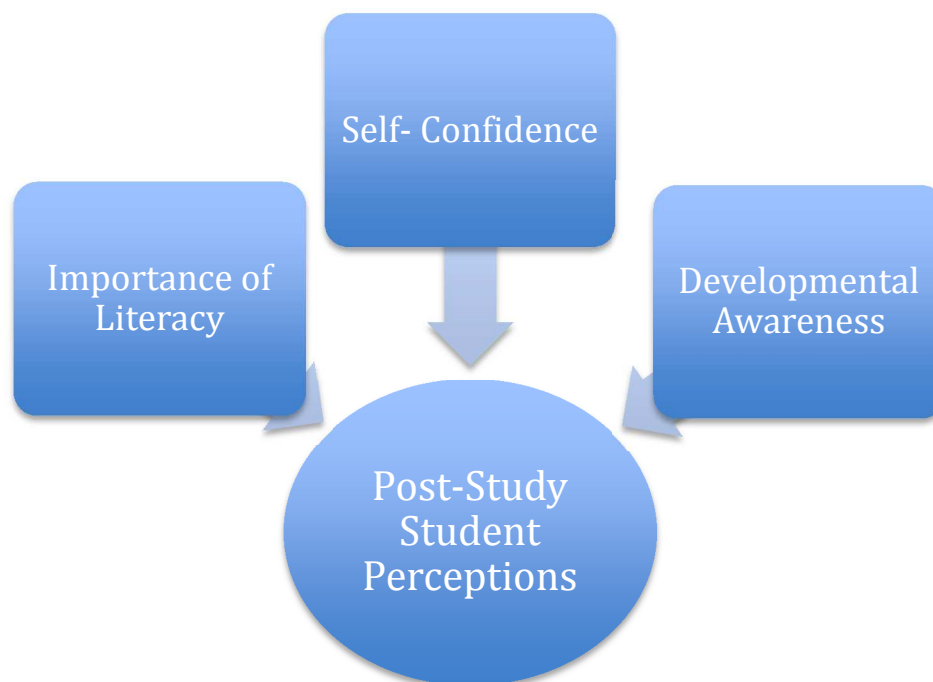 Self- Confidence
Importance of
Literacy
Developmental
Awareness
Post-Study
Student
Perceptions